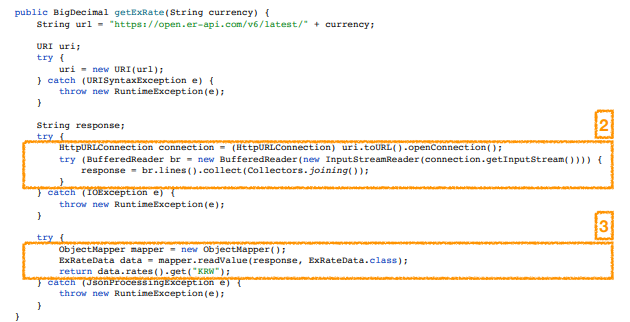 public BigDecimal getExRate(String currency) {
    String url = "https://open.er-api.com/v6/latest/" + currency;

    URI uri;
    try {
        uri = new URI(url);
    } catch (URISyntaxException e) {
        throw new RuntimeException(e);
    }

    String response;
2
    try {
        HttpURLConnection connection = (HttpURLConnection) uri.toURL().openConnection();
        try (BufferedReader br = new BufferedReader(new InputStreamReader(connection.getInputStream()))) {
            response = br.lines().collect(Collectors.joining());
        }
    } catch (IOException e) {
        throw new RuntimeException(e);
    }
3
    try {
        ObjectMapper mapper = new ObjectMapper();
        ExRateData data = mapper.readValue(response, ExRateData.class);
        return data.rates().get("KRW");
    } catch (JsonProcessingException e) {
        throw new RuntimeException(e);
    }
}